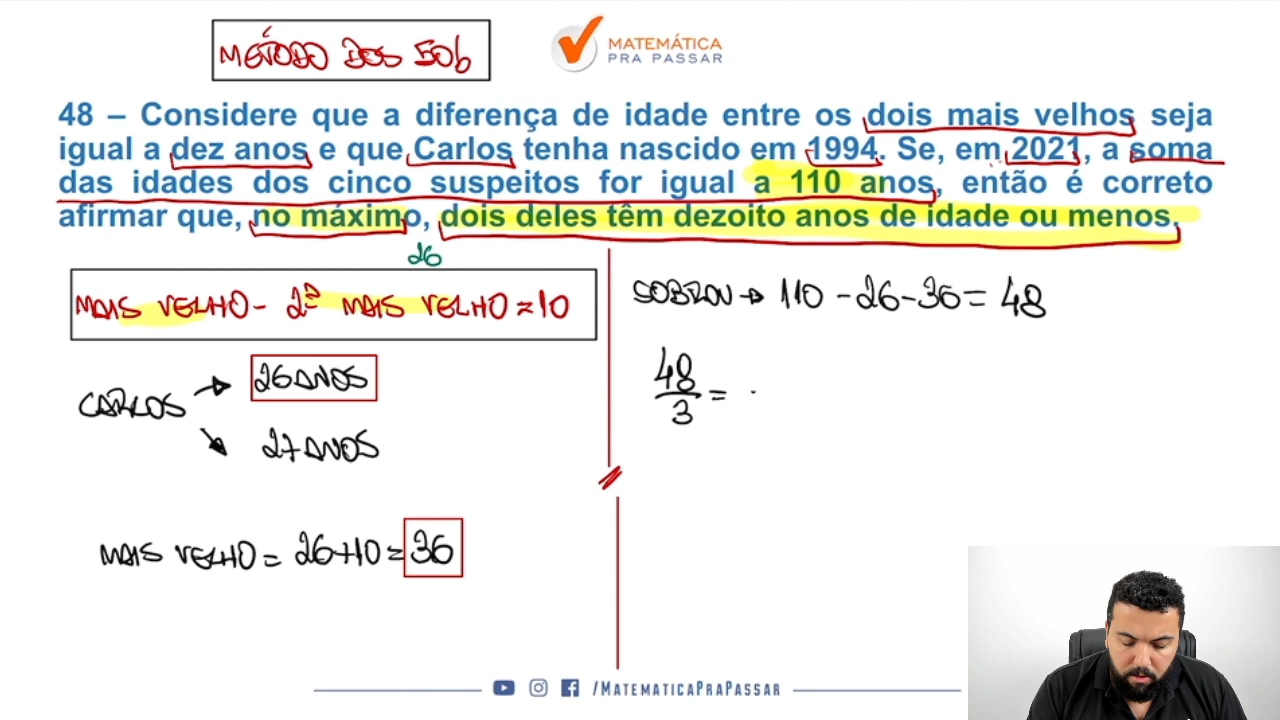 MÉTODO DOS 50b
MATEMÁTICA
PRA PASSAR
48 – Considere que a diferença de idade entre os dois mais velhos seja
igual a dez anos e que Carlos tenha nascido em 1994. Se, em 2021, a soma
das idades dos cinco suspeitos for igual a 110 anos, então é correto
afirmar que, no máximo, dois deles têm dezoito anos de idade ou menos.
26
MAIS VELHO - 2º MAIS VELHO = 10
CARLOS → 26 ANOS
↘ 27 ANOS
MAIS VELHO = 26+10 = 36
SOBROU → 110 - 26 - 36 = 48
48/3 =
/MATEMATICAPRAPASSAR